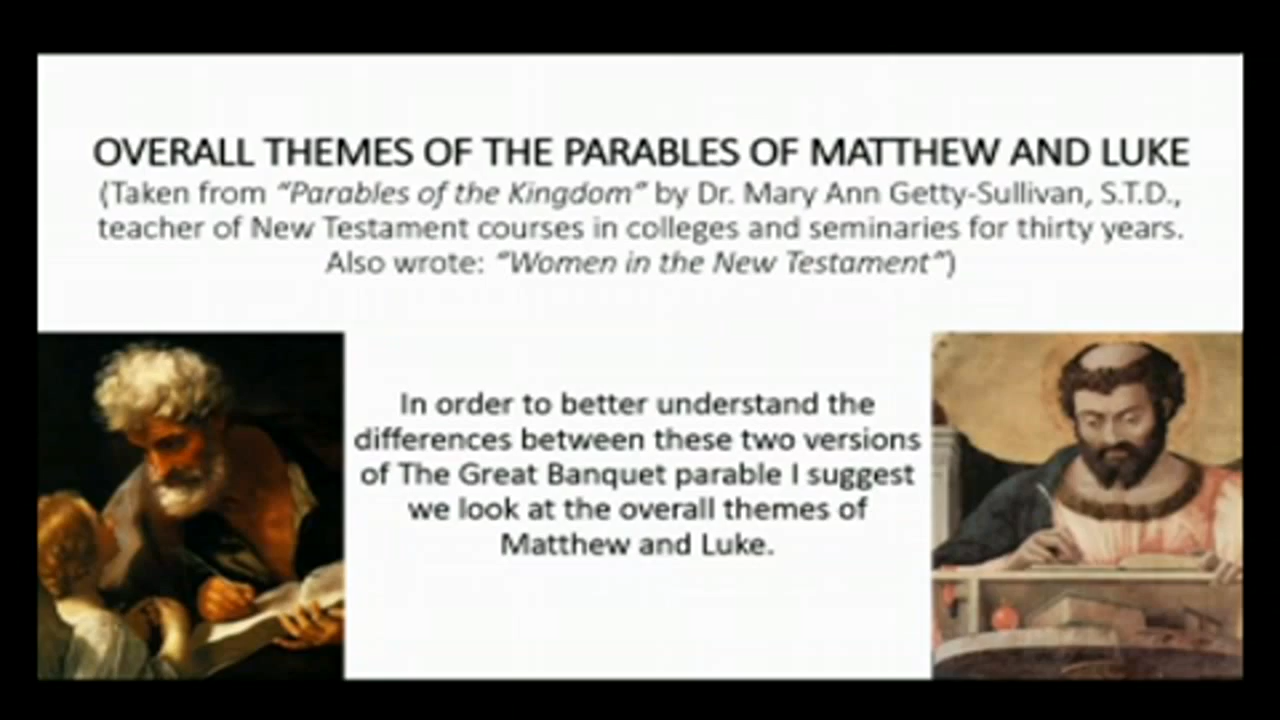 OVERALL THEMES OF THE PARABLES OF MATTHEW AND LUKE
(Taken from “Parables of the Kingdom” by Dr. Mary Ann Getty-Sullivan, S.T.D.,
teacher of New Testament courses in colleges and seminaries for thirty years.
Also wrote: “Women in the New Testament”)
In order to better understand the
differences between these two versions
of The Great Banquet parable I suggest
we look at the overall themes of
Matthew and Luke.